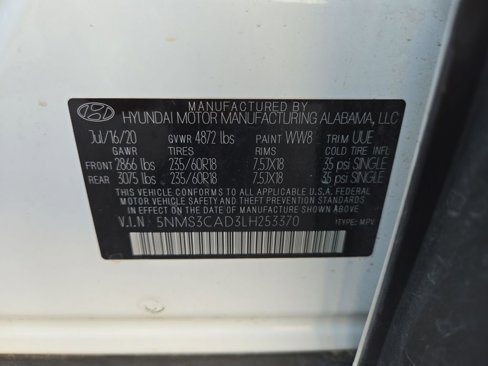 MANUFACTURED BY
HYUNDAI MOTOR MANUFACTURING ALABAMA, LLC
Jul/16/20 GVWR 4872 lbs PAINT WW8 TRIM UUE
GAWR TIRES RIMS COLD TIRE INFL
FRONT 2866 lbs 235/60R18 7.5JX18 35 psi SINGLE
REAR 3075 lbs 235/60R18 7.5JX18 35 psi SINGLE
THIS VEHICLE CONFORMS TO ALL APPLICABLE U.S.A. FEDERAL
MOTOR VEHICLE SAFETY AND THEFT PREVENTION STANDARDS
IN EFFECT ON THE DATE OF MANUFACTURE SHOWN ABOVE.
V.I.N 5NMS3CAD3LH253370 TYPE: MPV